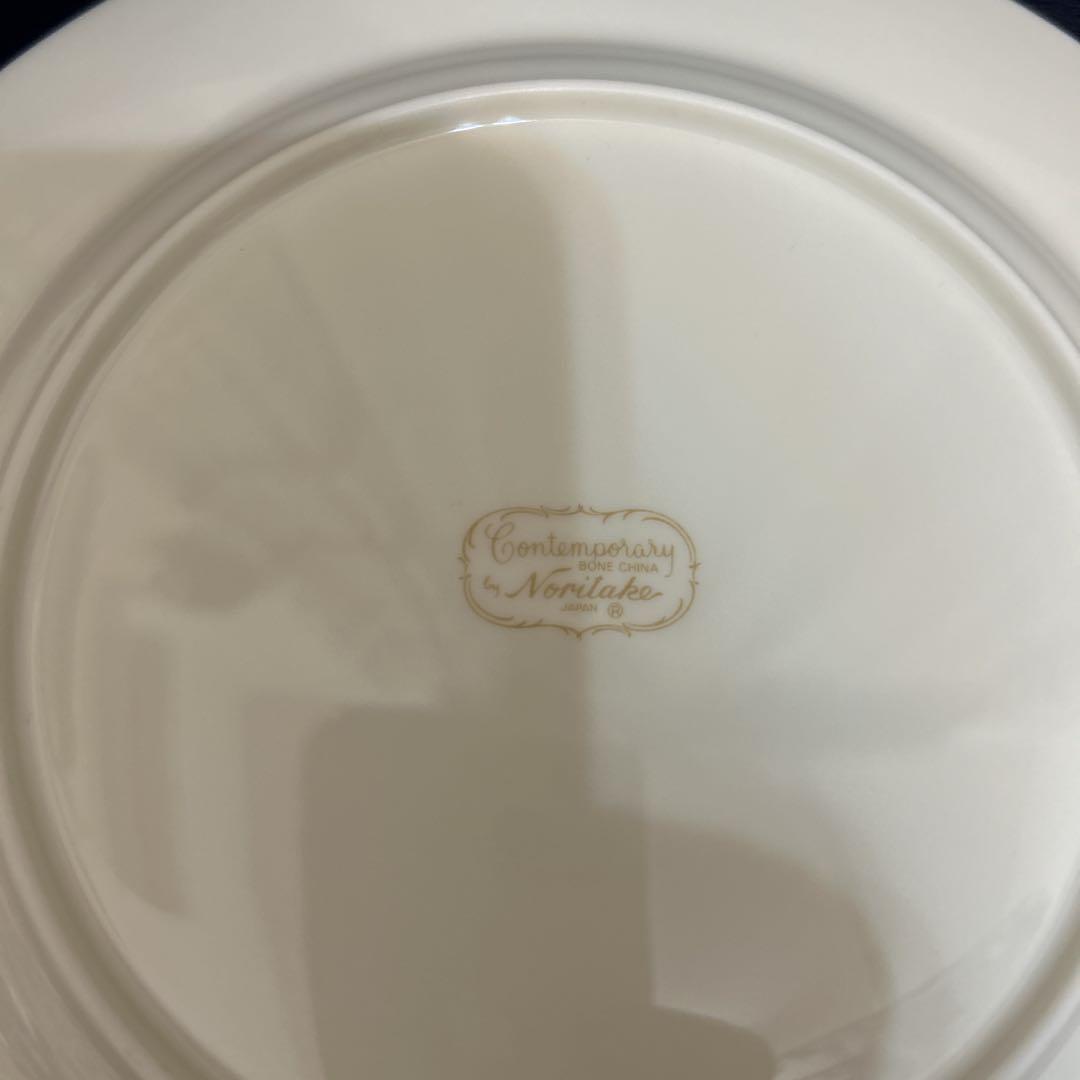 Contemporary
BONE CHINA
by Noritake
JAPAN ®